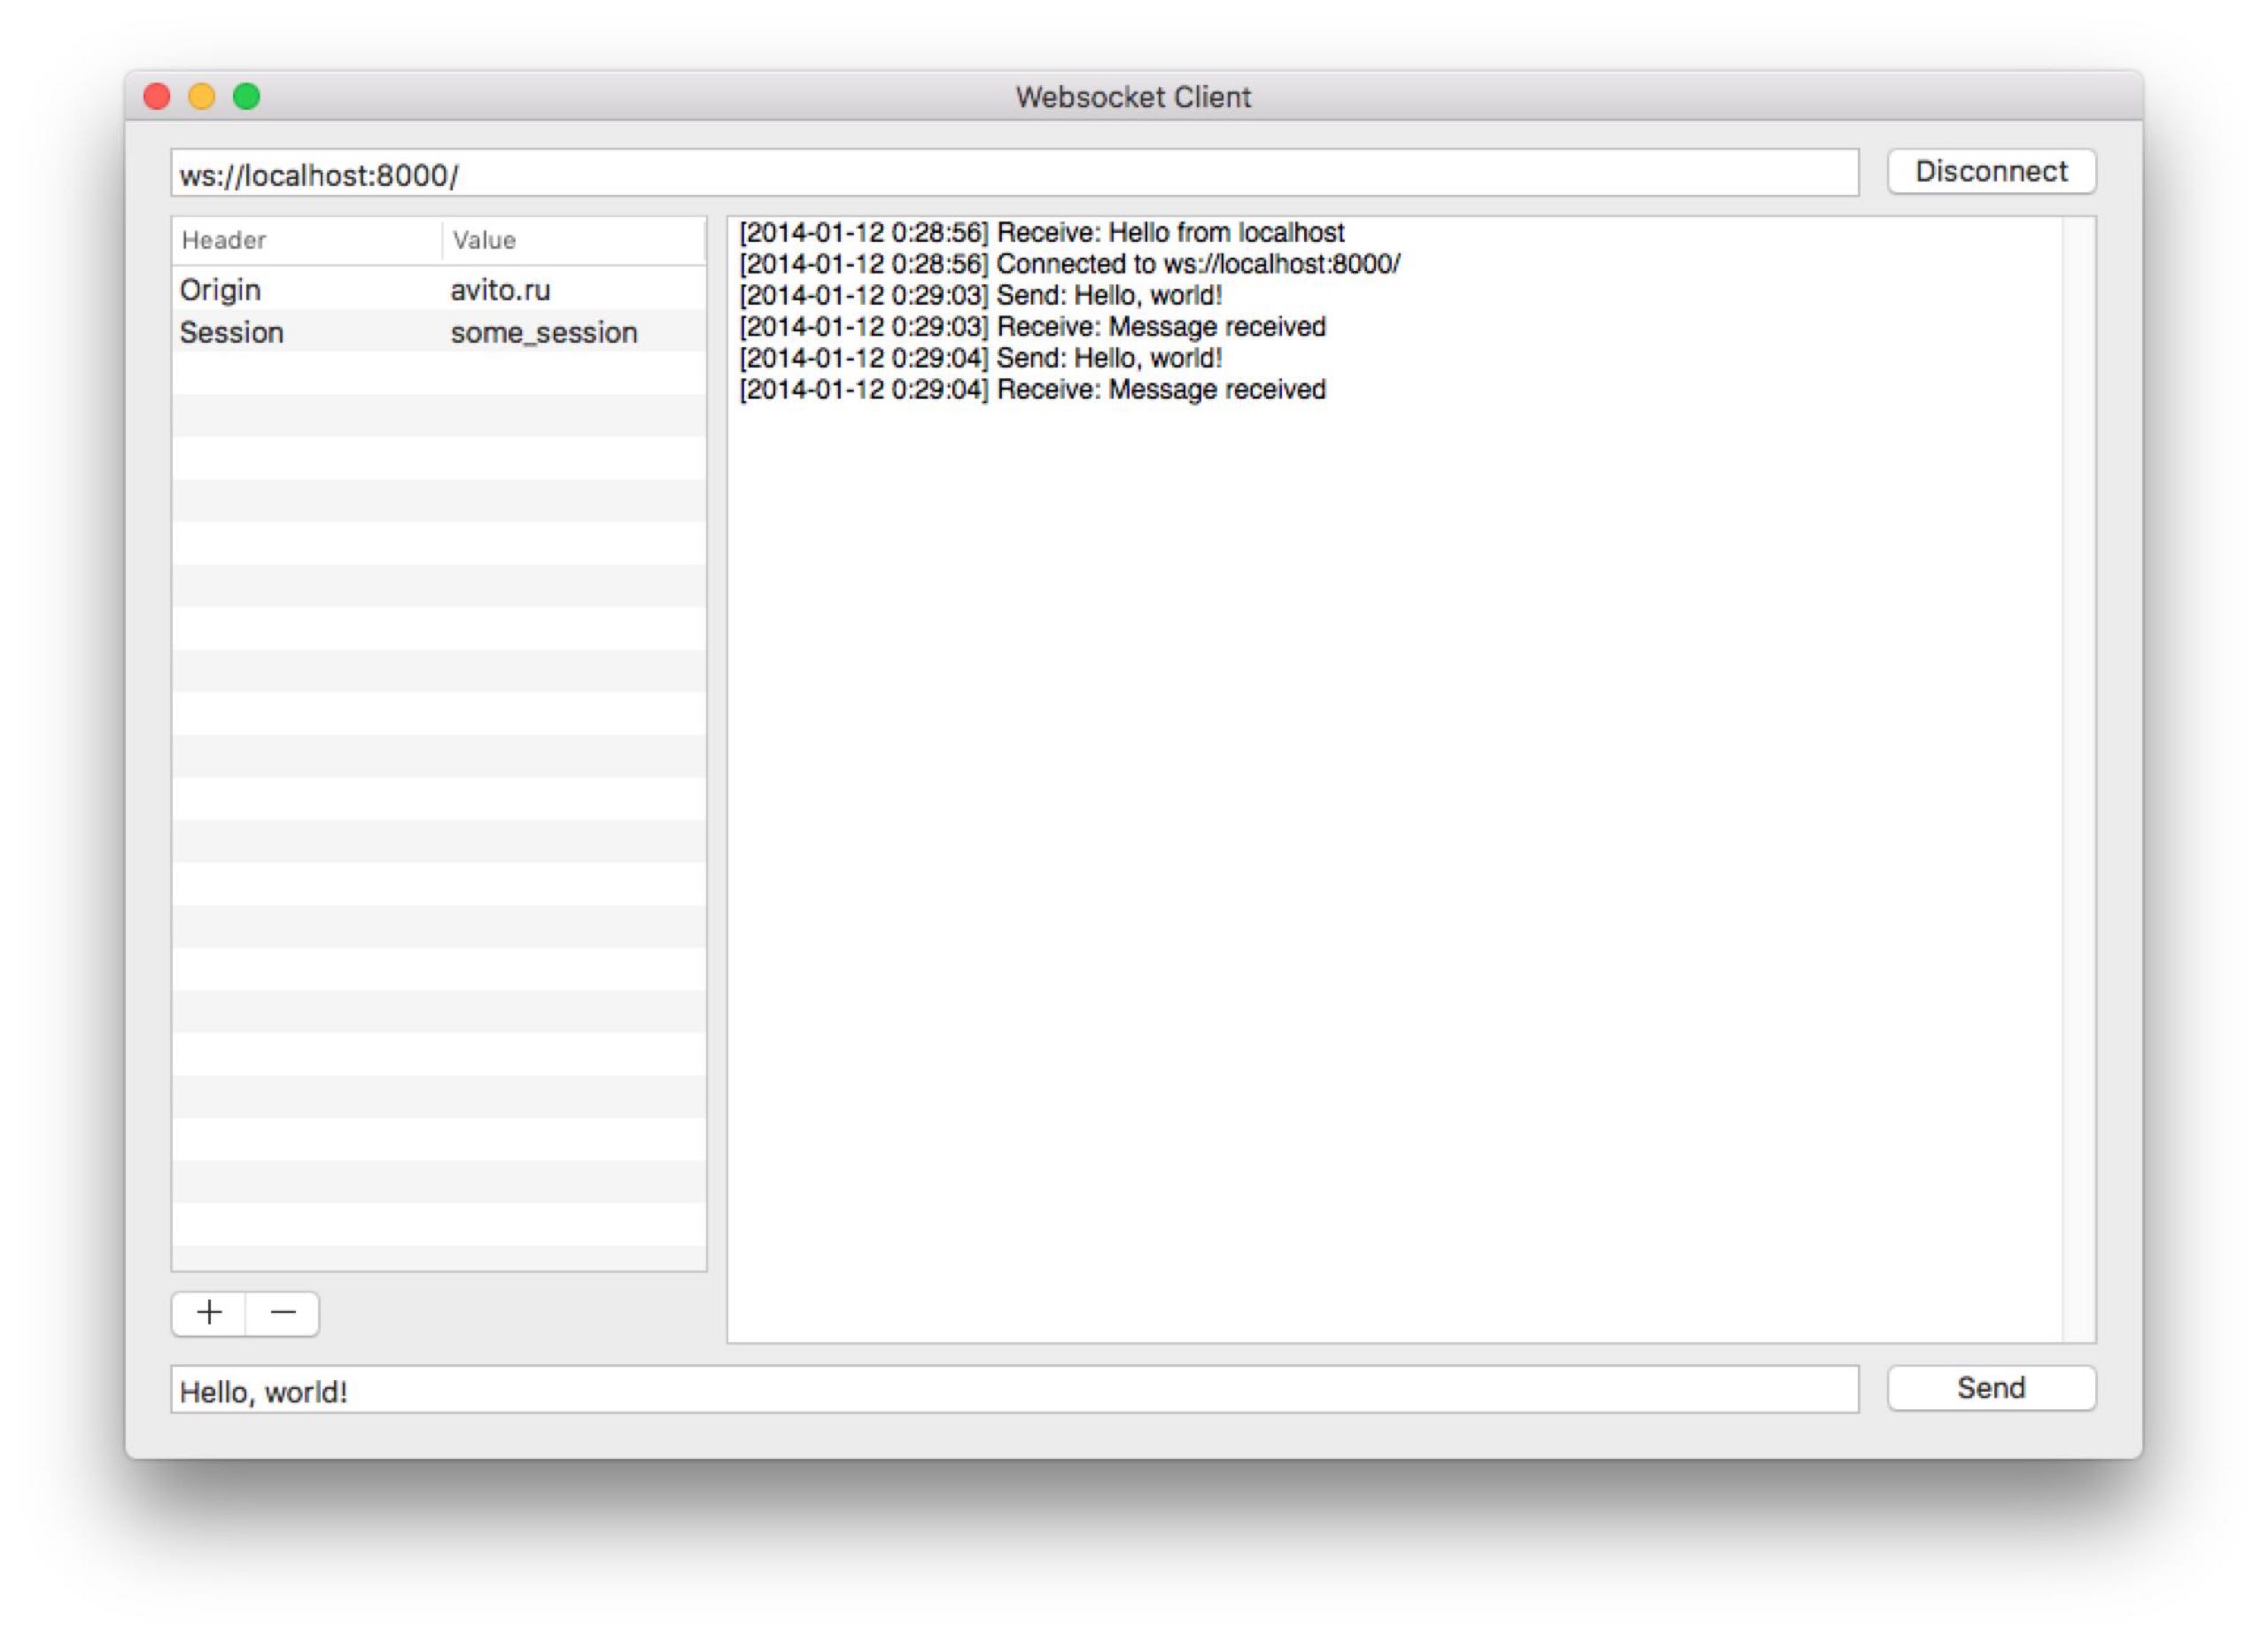 Websocket Client
ws://localhost:8000/
Disconnect
Header Value
Origin avito.ru
Session some_session
[2014-01-12 0:28:56] Receive: Hello from localhost
[2014-01-12 0:28:56] Connected to ws://localhost:8000/
[2014-01-12 0:29:03] Send: Hello, world!
[2014-01-12 0:29:03] Receive: Message received
[2014-01-12 0:29:04] Send: Hello, world!
[2014-01-12 0:29:04] Receive: Message received
+ −
Hello, world!
Send